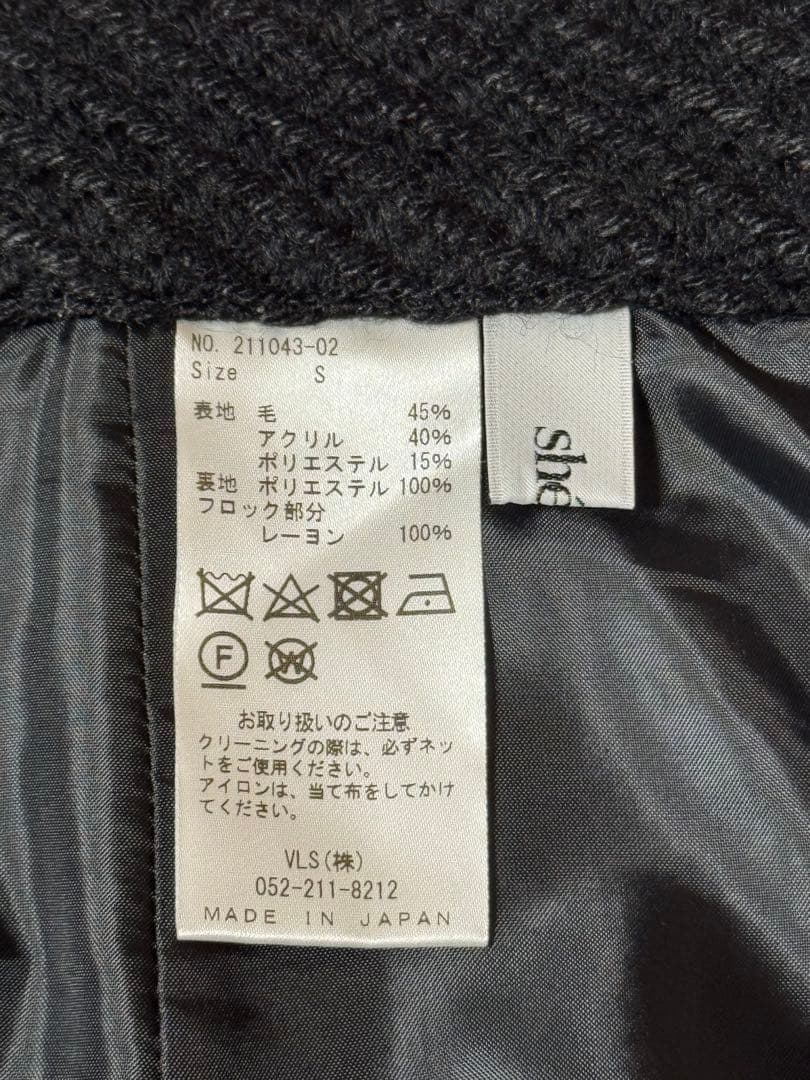 NO. 211043-02
Size S
表地 毛 45%
アクリル 40%
ポリエステル 15%
裏地 ポリエステル 100%
フロック部分
レーヨン 100%
F
W
お取り扱いのご注意
クリーニングの際は、必ずネッ
トをご使用ください。
アイロンは、当て布をしてかけ
てください。
VLS(株)
052-211-8212
MADE IN JAPAN
shé